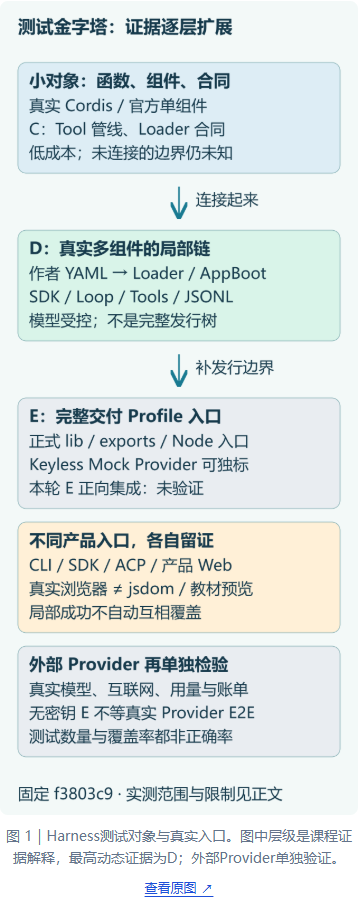 测试金字塔：证据逐层扩展
小对象：函数、组件、合同
真实 Cordis / 官方单组件
C：Tool 管线、Loader 合同
低成本；未连接的边界仍未知
连接起来
D：真实多组件的局部链
作者 YAML → Loader / AppBoot
SDK / Loop / Tools / JSONL
模型受控；不是完整发行树
补发行边界
E：完整交付 Profile 入口
正式 lib / exports / Node 入口
Keyless Mock Provider 可独标
本轮 E 正向集成：未验证
不同产品入口，各自留证
CLI / SDK / ACP / 产品 Web
真实浏览器 ≠ jsdom / 教材预览
局部成功不自动互相覆盖
外部 Provider 再单独检验
真实模型、互联网、用量与账单
无密钥 E 不等真实 Provider E2E
测试数量与覆盖率都非正确率
固定 f3803c9 · 实测范围与限制见正文
图 1｜Harness测试对象与真实入口。图中层级是课程证
据解释，最高动态证据为D；外部Provider单独验证。
查看原图 ↗